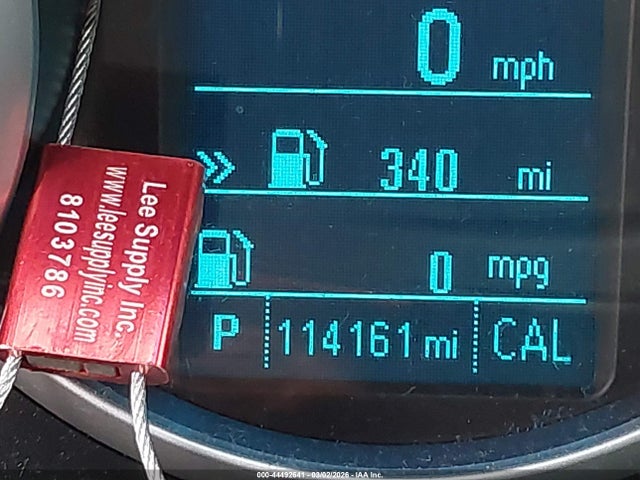 0 mph
340 mi
0 mpg
P 114161 mi CAL
Lee Supply Inc.
www.leesupplyinc.com
8103786
000-44492641 - 03/02/2026 - IAA Inc.